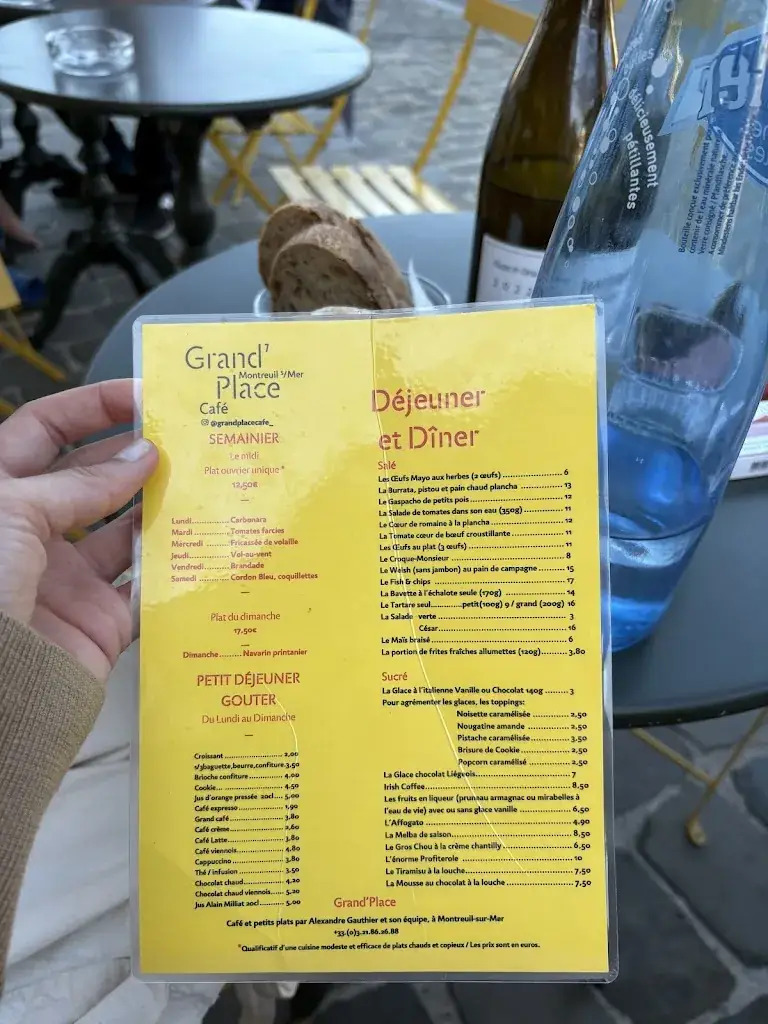 Grand'
Montreuil s/Mer
Place
Café
@grandplacecafe_
SEMAINIER
Le midi
Plat ouvrier unique*
12,50€
Lundi............Carbonara
Mardi............Tomates farcies
Mércredi..........Fricassée de volaille
Jeudi............Vol-au-vent
Vendredi..........Brandade
Samedi..........Cordon Bleu, coquillettes
Plat du dimanche
17,50€
Dimanche........Navarin printanier
PETIT DÉJEUNER
GOUTER
Du Lundi au Dimanche
Croissant........................2,00
1/3baguette,beurre,confiture.3,50
Brioche confiture.............4,00
Cookie............................4,50
Jus d'orange pressée 20cl....5,00
Café expresso...................1,90
Grand café.......................3,80
Café crème.......................2,60
Café Latte........................3,80
Café viennois....................4,80
Cappuccino.......................3,80
Thé / infusion...................3,50
Chocolat chaud..................4,20
Chocolat chaud viennois.....5,20
Jus Alain Milliat 20cl..........5,00
Déjeuner
et Dîner
Salé
Les Œufs Mayo aux herbes (2 œufs)......................6
La Burrata, pistou et pain chaud plancha................13
Le Gaspacho de petits pois................................12
La Salade de tomates dans son eau (350g)..............11
Le Cœur de romaine à la plancha.........................12
La Tomate cœur de bœuf croustillante...................11
Les Œufs au plat (3 œufs).................................11
Le Croque-Monsieur........................................8
Le Welsh (sans jambon) au pain de campagne..........15
Le Fish & chips.............................................17
La Bavette à l'échalote seule (170g)......................14
Le Tartare seul............petit(100g) 9 / grand (200g) 16
La Salade verte............................................3
César.......................................................16
Le Maïs braisé..............................................6
La portion de frites fraîches allumettes (120g).........3,80
Sucré
La Glace à l'italienne Vanille ou Chocolat 140g.........3
Pour agrémenter les glaces, les toppings:
Noisette caramélisée............2,50
Nougatine amande...............2,50
Pistache caramélisée............3,50
Brisure de Cookie................2,50
Popcorn caramélisé..............2,50
La Glace chocolat Liégeois................................7
Irish Coffee..................................................8,50
Les fruits en liqueur (pruneau armagnac ou mirabelles à
l'eau de vie) avec ou sans glace vanille...................6,50
L'Affogato...................................................4,90
La Melba de saison..........................................8,50
Le Gros Chou à la crème chantilly.........................6,50
L'énorme Profiterole........................................10
Le Tiramisu à la louche.....................................7,50
La Mousse au chocolat à la louche........................7,50
Grand'Place
Café et petits plats par Alexandre Gauthier et son équipe, à Montreuil-sur-Mer
+33.(0)3.21.86.26.88
*Qualificatif d'une cuisine modeste et efficace de plats chauds et copieux / Les prix sont en euros.
délicieusement
Pétillantes